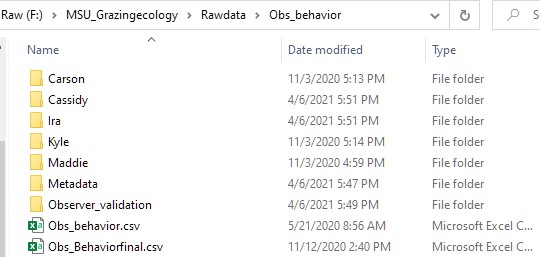 Raw (F:) > MSU_Grazingecology > Rawdata > Obs_behavior
Name Date modified Type
Carson 11/3/2020 5:13 PM File folder
Cassidy 4/6/2021 5:51 PM File folder
Ira 4/6/2021 5:51 PM File folder
Kyle 11/3/2020 5:14 PM File folder
Maddie 11/3/2020 4:59 PM File folder
Metadata 4/6/2021 5:47 PM File folder
Observer_validation 4/6/2021 5:49 PM File folder
Obs_behavior.csv 5/21/2020 8:56 AM Microsoft Excel C...
Obs_Behaviorfinal.csv 11/12/2020 2:40 PM Microsoft Excel C...